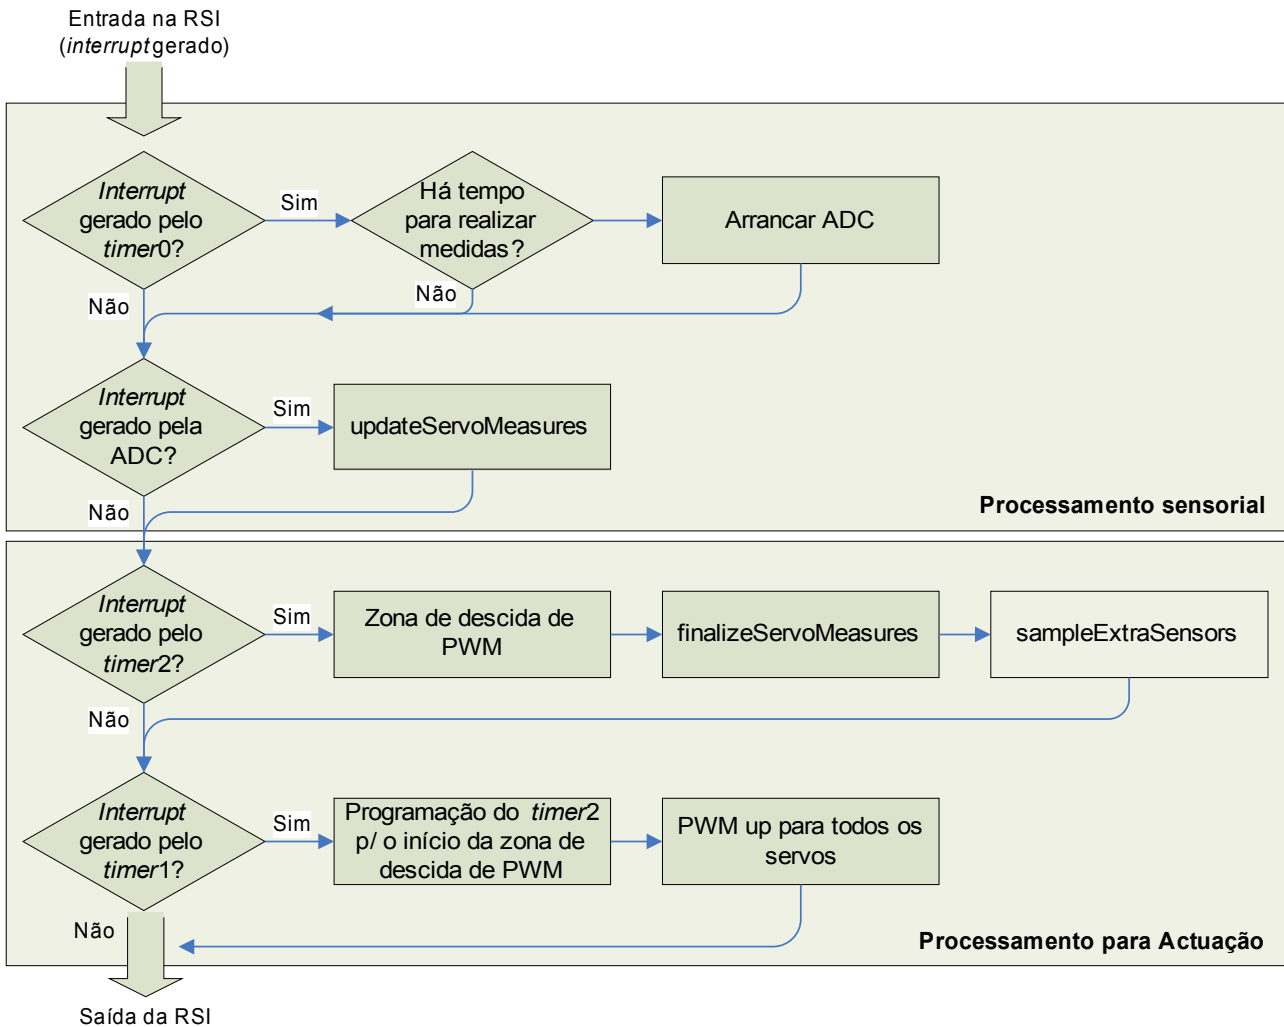 Entrada na RSI
(interrupt gerado)
Interrupt
gerado pelo
timer0?
Sim
Há tempo
para realizar
medidas?
Arrancar ADC
Não
Não
Interrupt
gerado pela
ADC?
Sim
updateServoMeasures
Não
Processamento sensorial
Interrupt
gerado pelo
timer2?
Sim
Zona de descida de
PWM
finalizeServoMeasures
sampleExtraSensors
Não
Interrupt
gerado pelo
timer1?
Sim
Programação do timer2
p/ o início da zona de
descida de PWM
PWM up para todos os
servos
Não
Processamento para Actuação
Saída da RSI